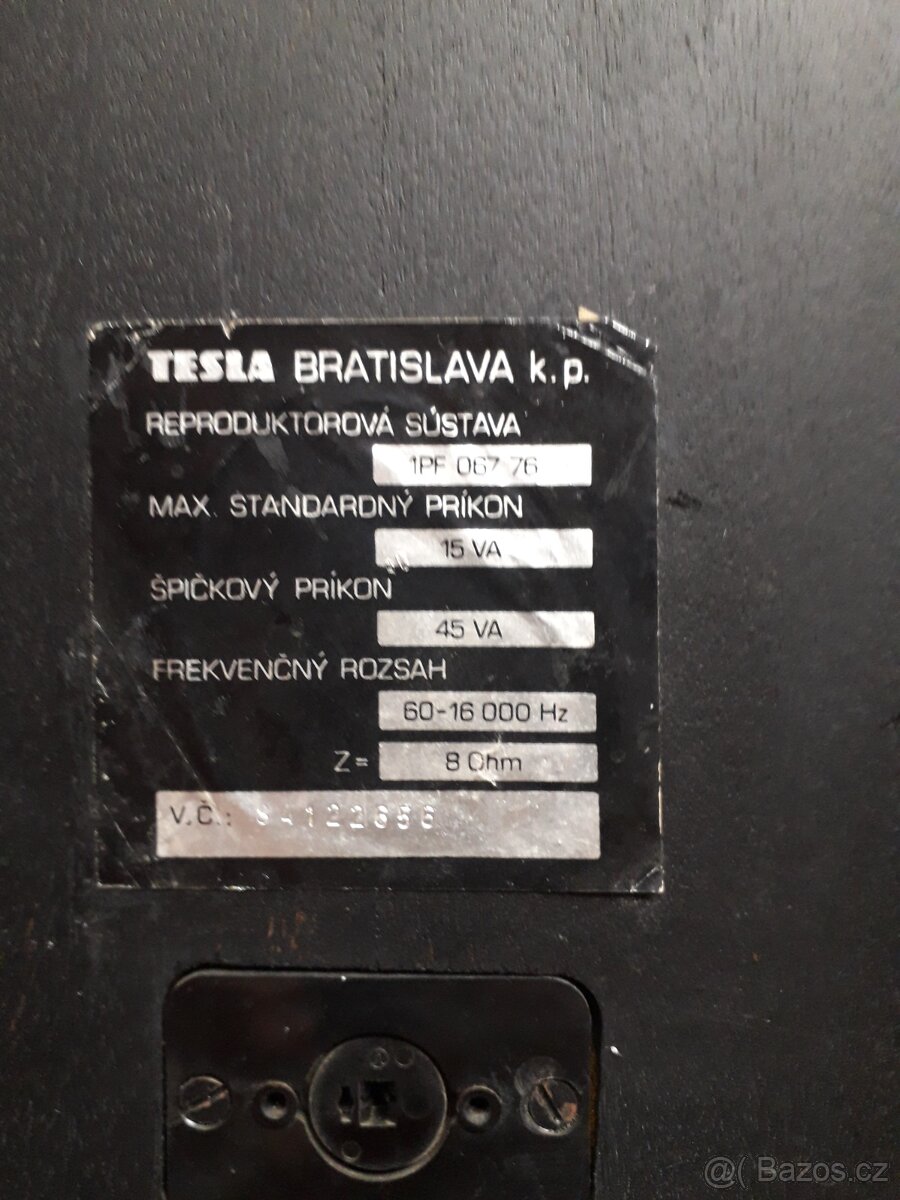 TESLA BRATISLAVA k.p.
REPRODUKTOROVÁ SÚSTAVA
1PF 067 76
MAX. ŠTANDARDNÝ PRÍKON
15 VA
ŠPIČKOVÝ PRÍKON
45 VA
FREKVENČNÝ ROZSAH
60-16 000 Hz
Z= 8 Ohm
V.Č.:
@( Bazos.cz